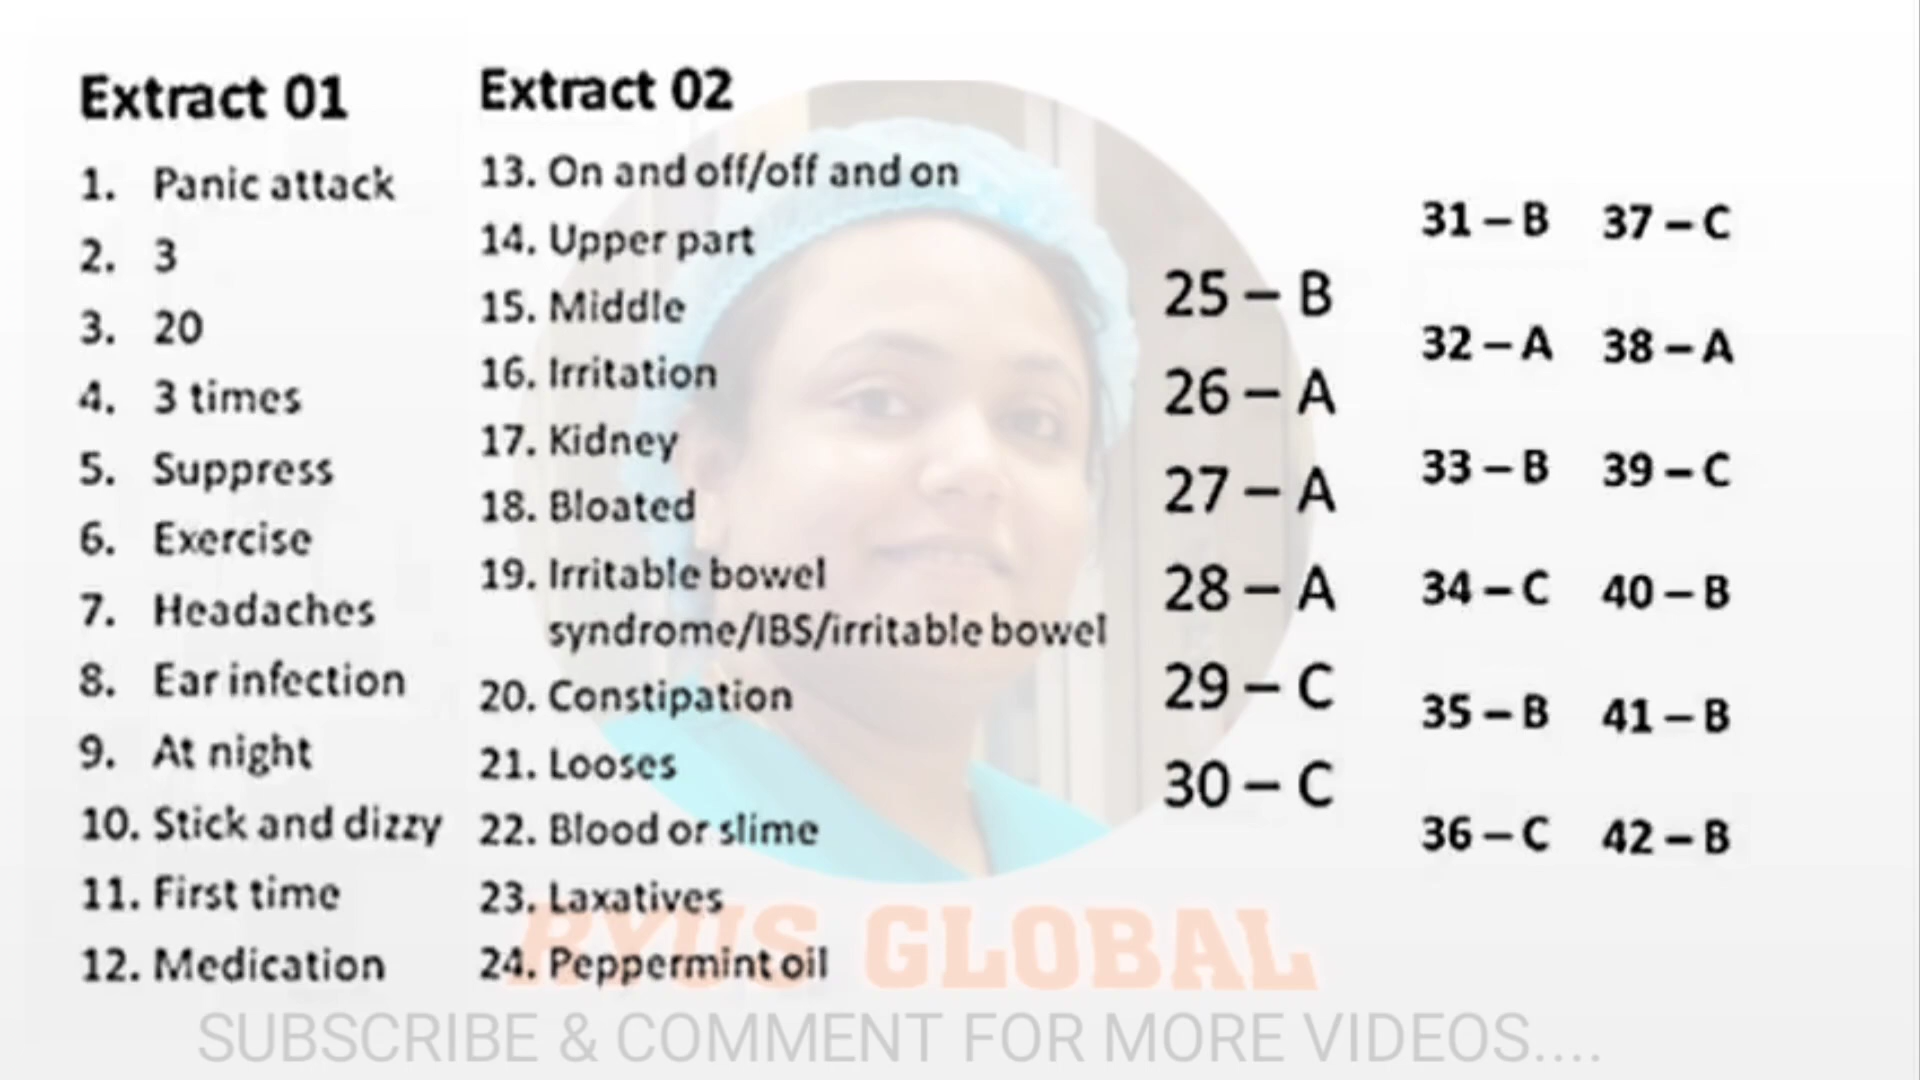 Extract 01
1. Panic attack
2. 3
3. 20
4. 3 times
5. Suppress
6. Exercise
7. Headaches
8. Ear infection
9. At night
10. Stick and dizzy
11. First time
12. Medication
Extract 02
13. On and off/off and on
14. Upper part
15. Middle
16. Irritation
17. Kidney
18. Bloated
19. Irritable bowel
syndrome/IBS/irritable bowel
20. Constipation
21. Looses
22. Blood or slime
23. Laxatives
24. Peppermint oil
25 – B
26 – A
27 – A
28 – A
29 – C
30 – C
31 – B
32 – A
33 – B
34 – C
35 – B
36 – C
37 – C
38 – A
39 – C
40 – B
41 – B
42 – B
RYUS GLOBAL
SUBSCRIBE & COMMENT FOR MORE VIDEOS....